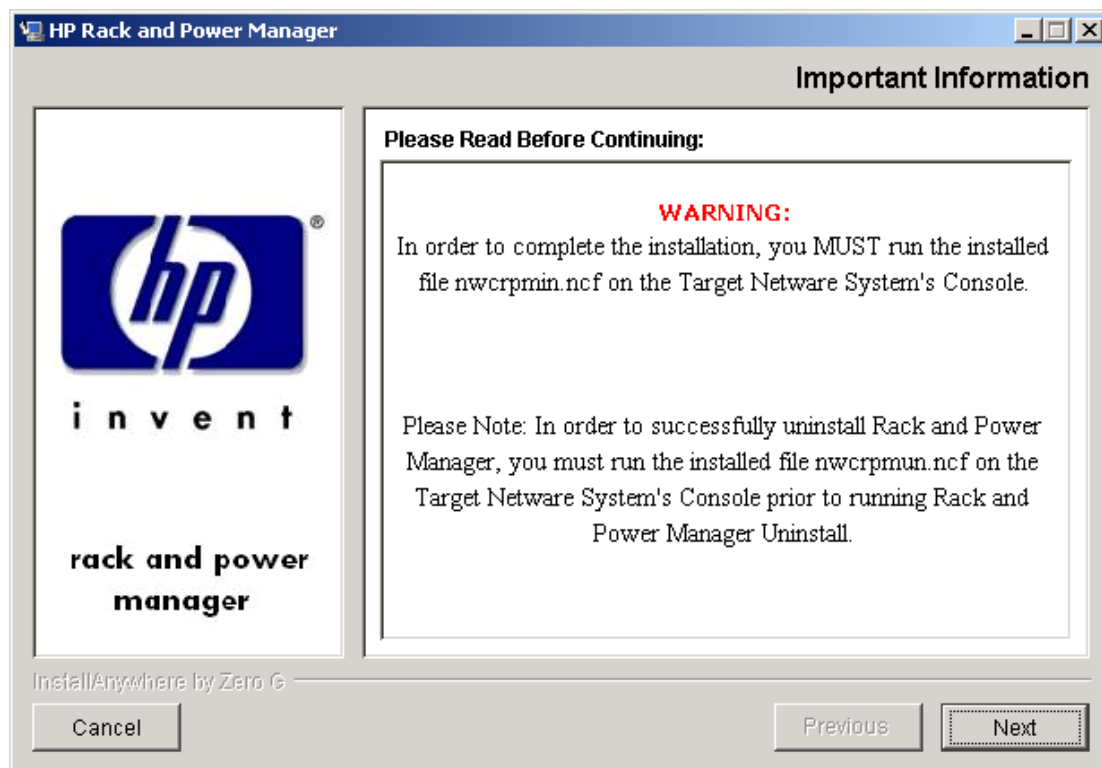 HP Rack and Power Manager
Important Information
hp
®
invent
rack and power
manager
Please Read Before Continuing:
WARNING:
In order to complete the installation, you MUST run the installed
file nwcrpmin.ncf on the Target Netware System's Console.
Please Note: In order to successfully uninstall Rack and Power
Manager, you must run the installed file nwcrpmun.ncf on the
Target Netware System's Console prior to running Rack and
Power Manager Uninstall.
InstallAnywhere by Zero G
Cancel
Previous
Next